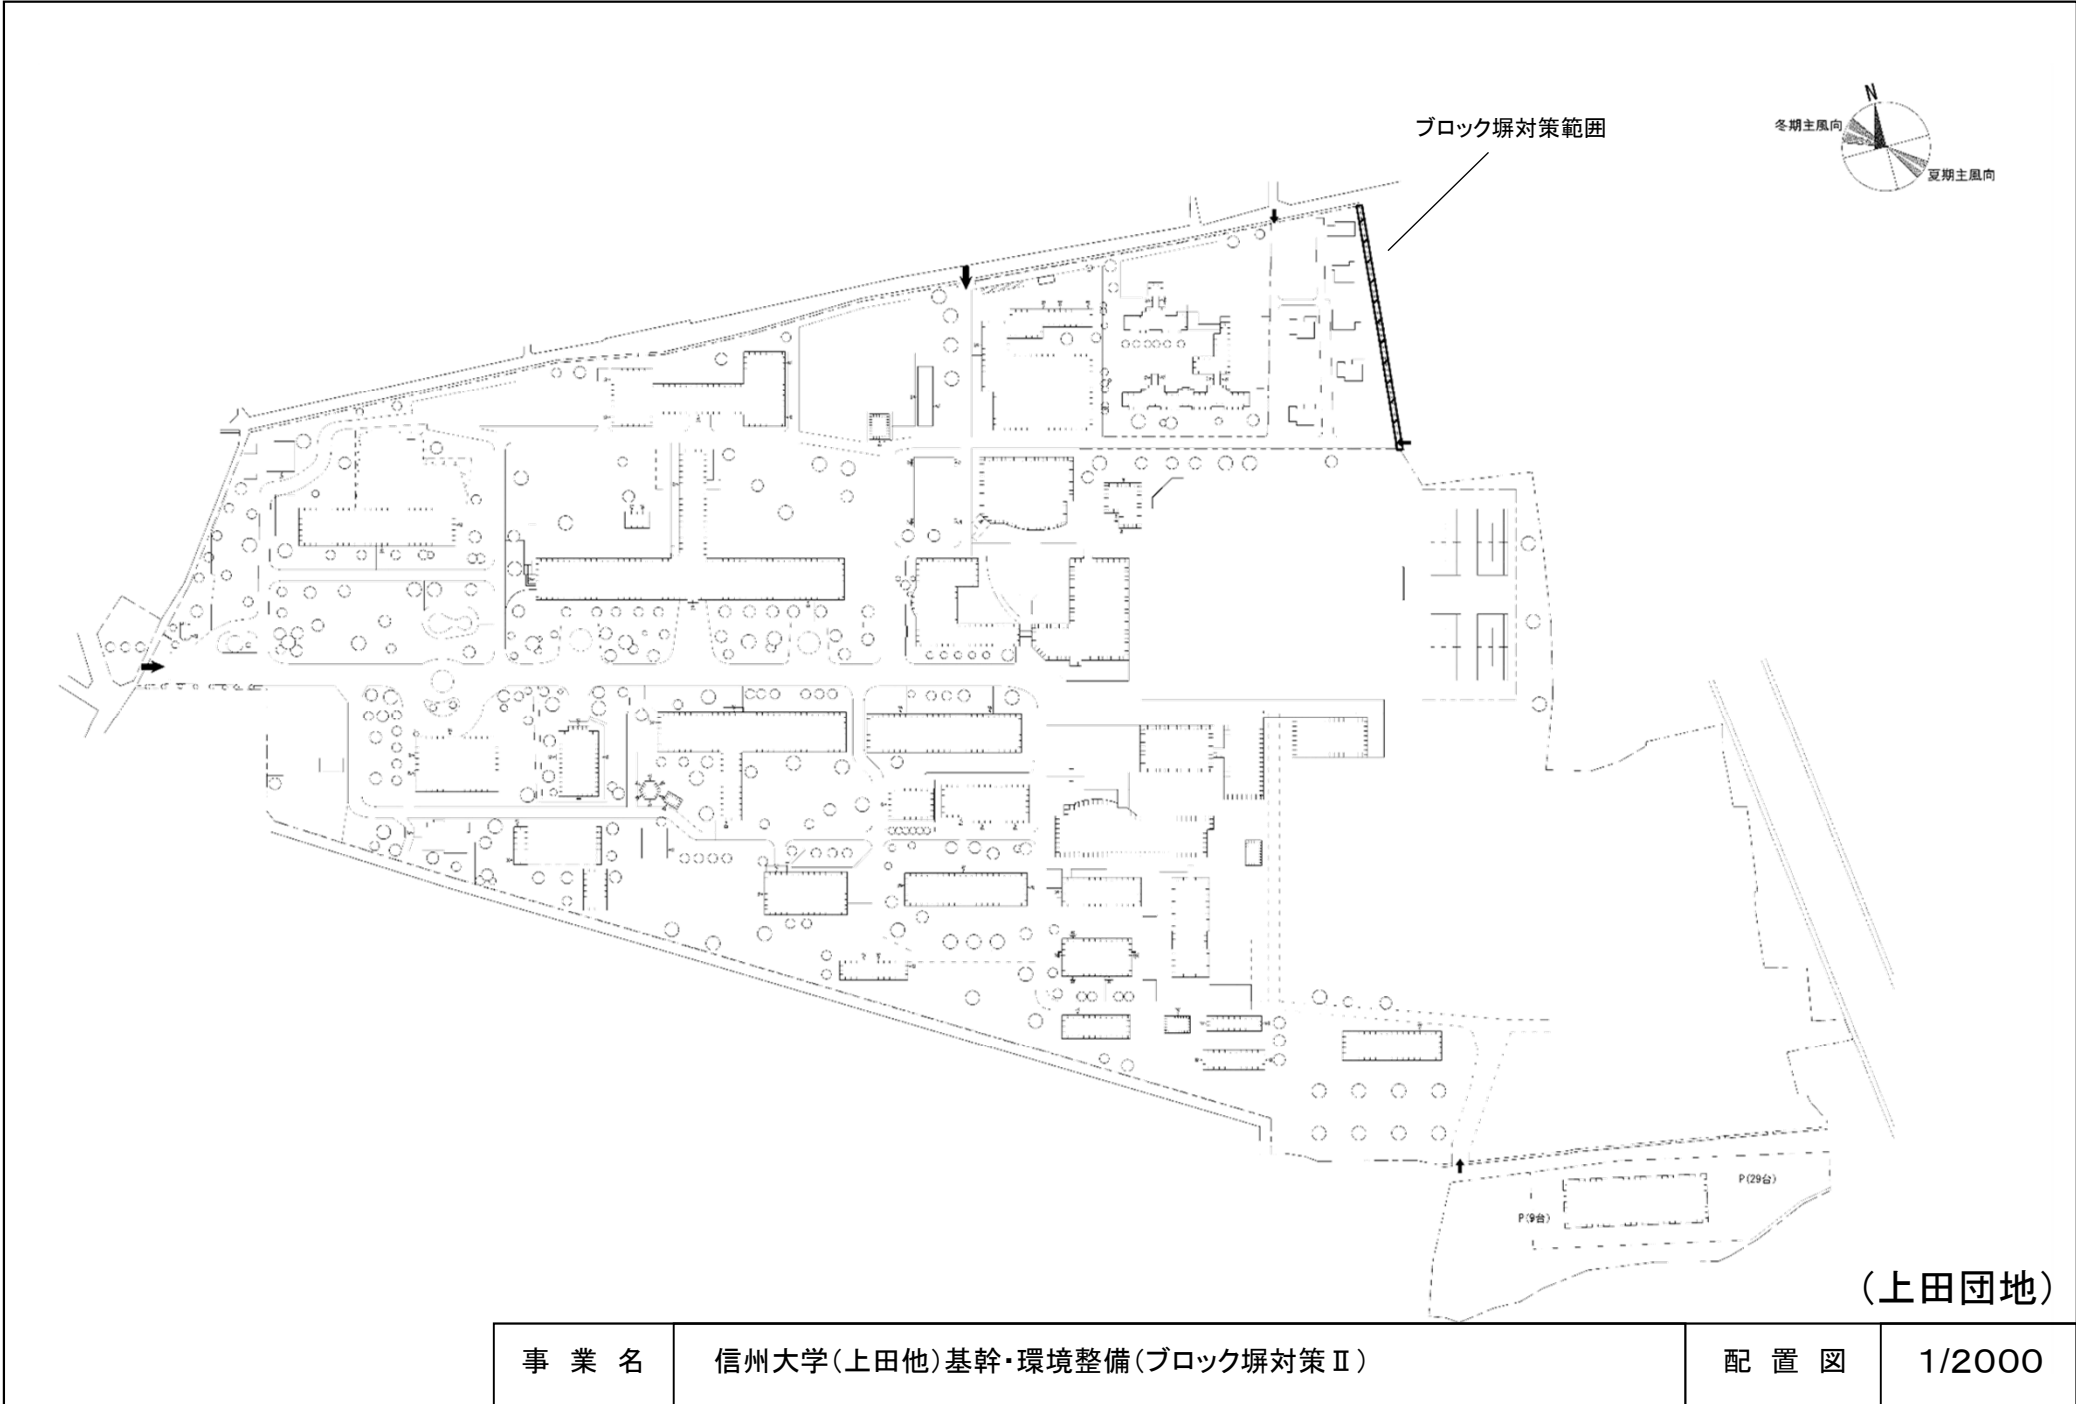 N
冬期主風向
夏期主風向
ブロック塀対策範囲
P(29台)
P(9台)
(上田団地)
事 業 名
信州大学(上田他)基幹・環境整備(ブロック塀対策Ⅱ)
配 置 図
1/2000